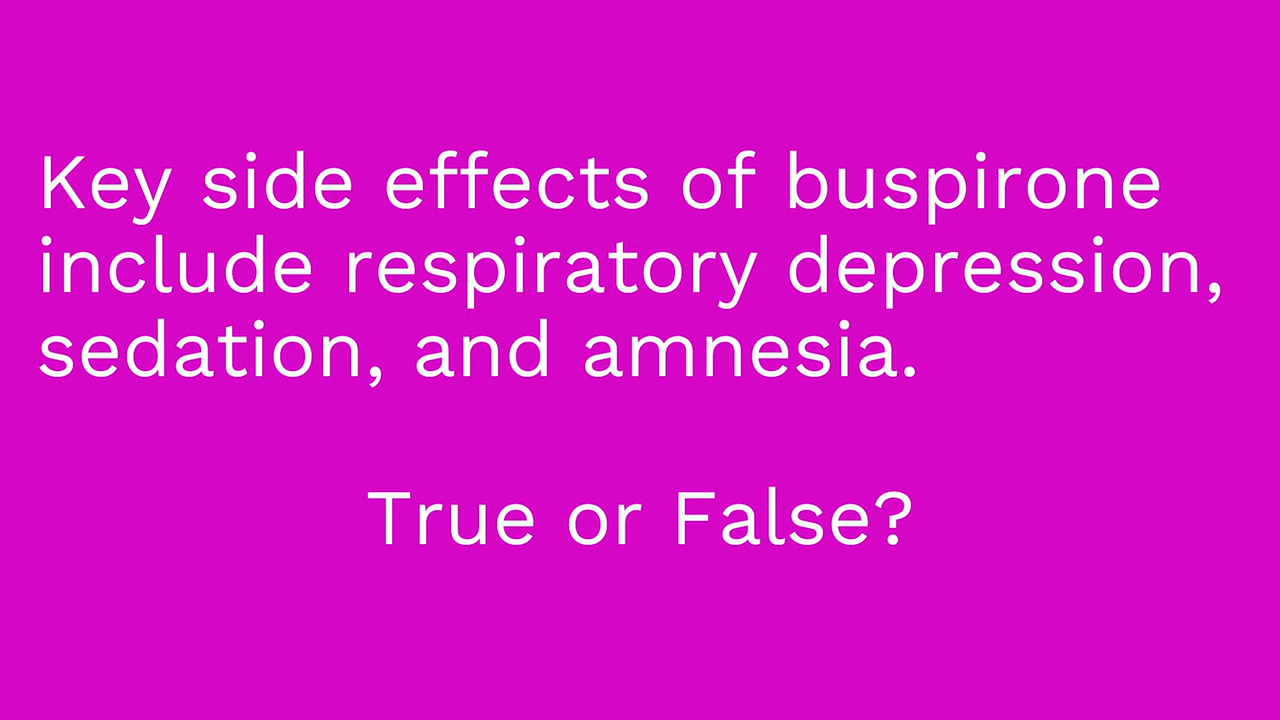 Key side effects of buspirone
include respiratory depression,
sedation, and amnesia.
True or False?